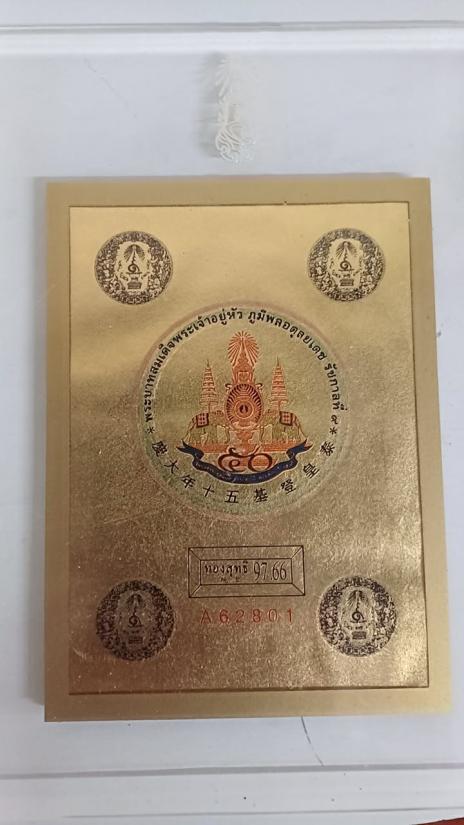 * พระบาทสมเด็จพระเจ้าอยู่หัว ภูมิพลอดุลยเดช รัชกาลที่ ๙ *
๕๐
泰皇登基五十年大慶
ทองสุทธิ 97.66
A62801